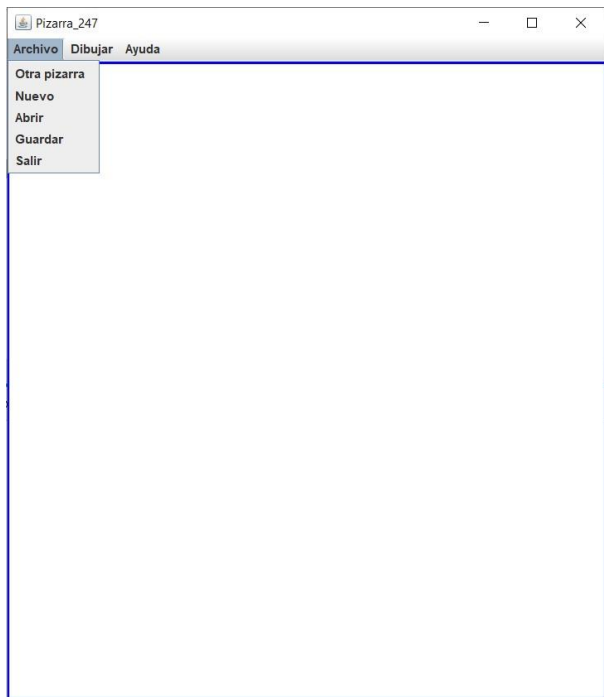 Pizarra_247
Archivo Dibujar Ayuda
Otra pizarra
Nuevo
Abrir
Guardar
Salir